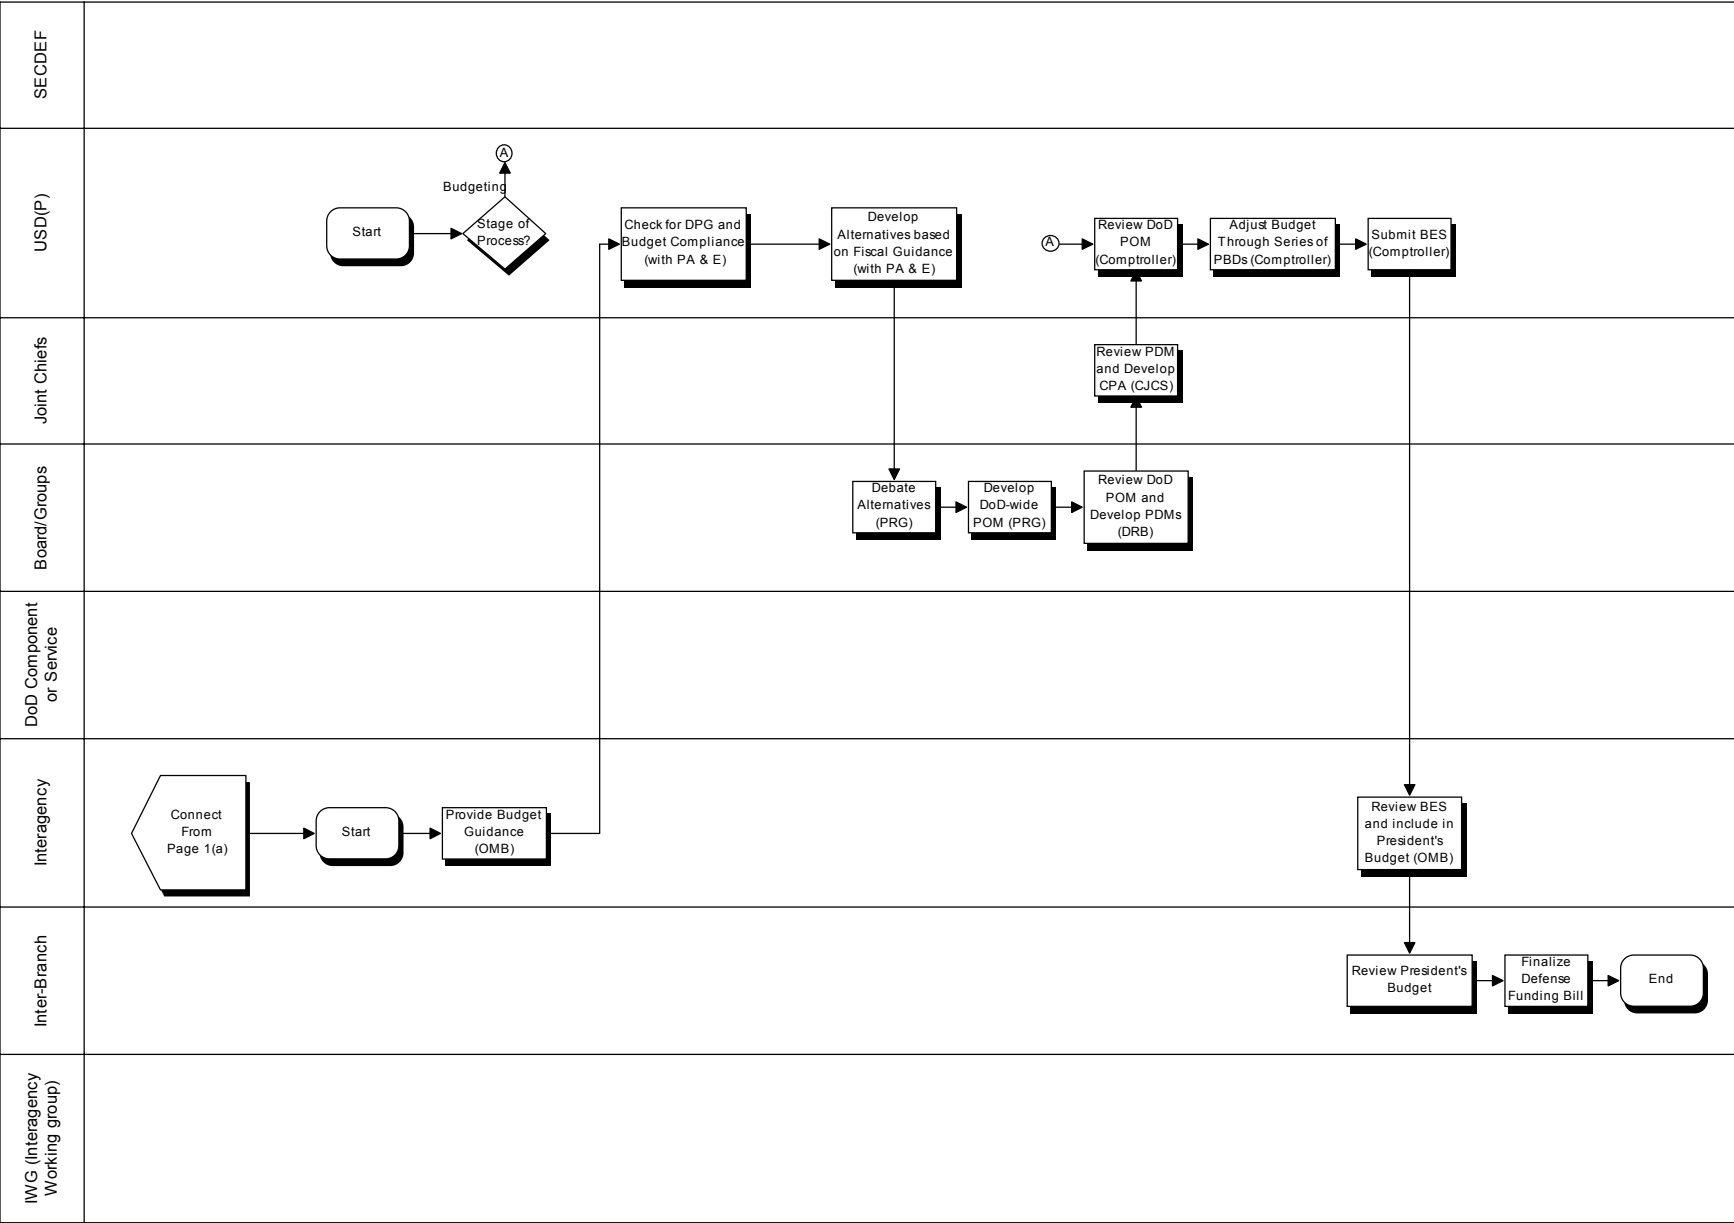 SECDEF
USD(P)
A
Budgeting
Start
Stage of
Process?
Check for DPG and
Budget Compliance
(with PA & E)
Develop
Alternatives based
on Fiscal Guidance
(with PA & E)
A
Review DoD
POM
(Comptroller)
Adjust Budget
Through Series of
PBDs (Comptroller)
Submit BES
(Comptroller)
Joint Chiefs
Review PDM
and Develop
CPA (CJCS)
Board/Groups
Debate
Alternatives
(PRG)
Develop
DoD-wide
POM (PRG)
Review DoD
POM and
Develop PDMs
(DRB)
DoD Component
or Service
Interagency
Connect
From
Page 1(a)
Start
Provide Budget
Guidance
(OMB)
Review BES
and include in
President's
Budget (OMB)
Inter-Branch
Review President's
Budget
Finalize
Defense
Funding Bill
End
IWG (Interagency
Working group)